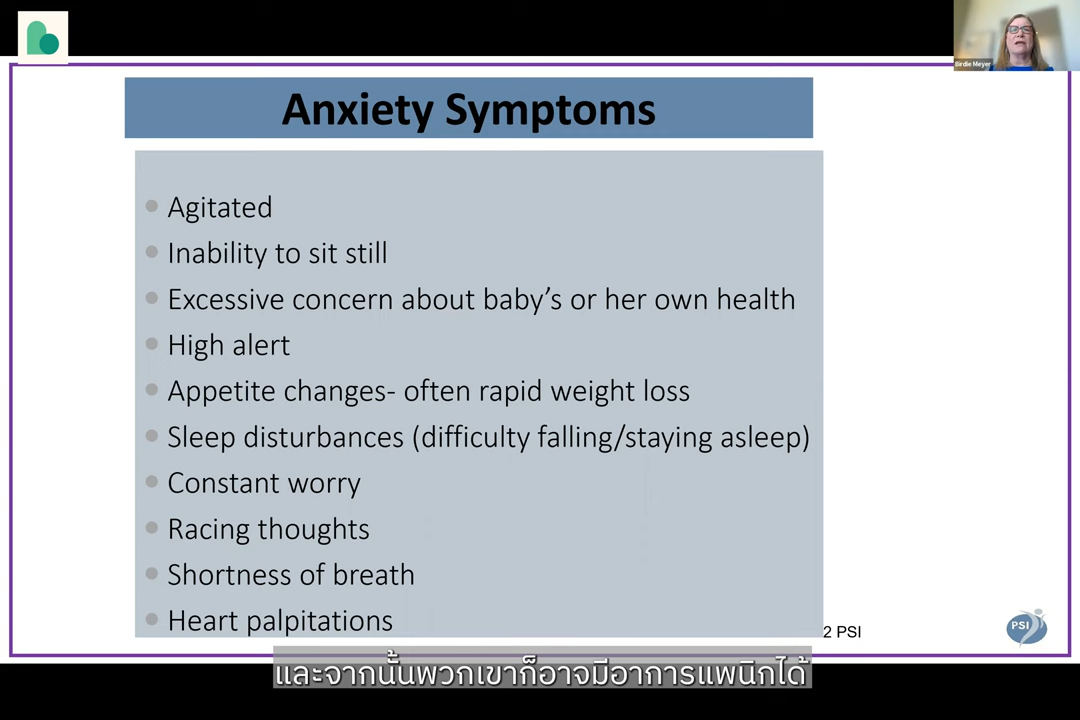 Birdie Meyer
Anxiety Symptoms
Agitated
Inability to sit still
Excessive concern about baby’s or her own health
High alert
Appetite changes- often rapid weight loss
Sleep disturbances (difficulty falling/staying asleep)
Constant worry
Racing thoughts
Shortness of breath
Heart palpitations
2 PSI
PSI
และจากนั้นพวกเขาก็อาจมีอาการแพนิกได้